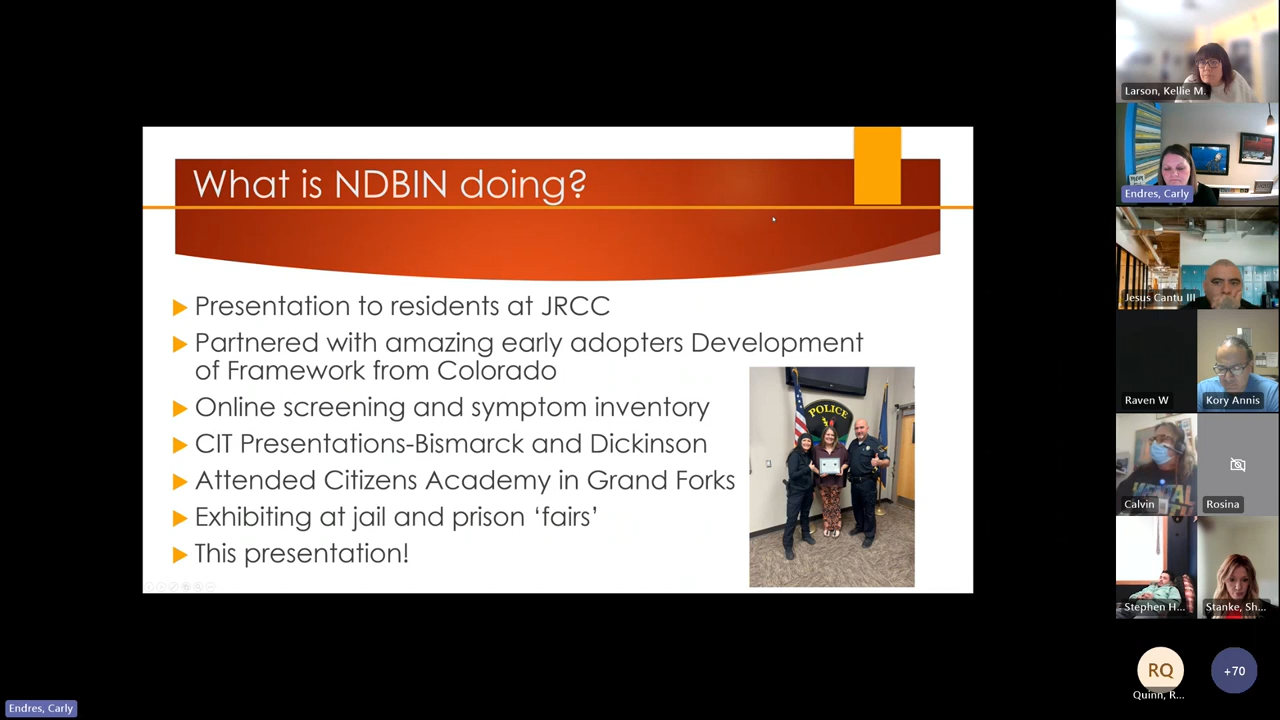 What is NDBIN doing?
Presentation to residents at JRCC
Partnered with amazing early adopters Development
of Framework from Colorado
Online screening and symptom inventory
CIT Presentations-Bismarck and Dickinson
Attended Citizens Academy in Grand Forks
Exhibiting at jail and prison ‘fairs’
This presentation!
POLICE
Larson, Kellie M.
Endres, Carly
Jesus Cantu III
Raven W
Kory Annis
Calvin
Rosina
Stephen H...
Stanke, Sh...
RQ
+70
Quinn, R...
Endres, Carly